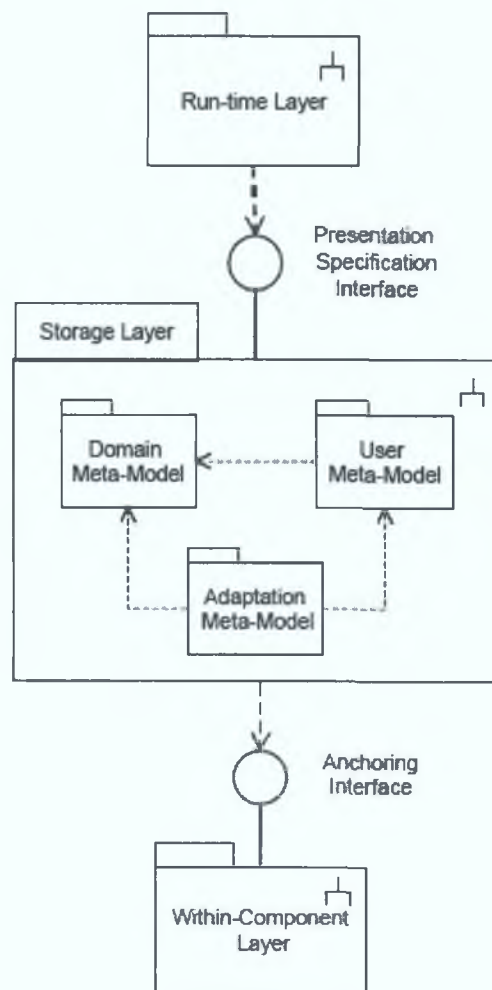 Run-time Layer
Presentation
Specification
Interface
Storage Layer
Domain
Meta-Model
User
Meta-Model
Adaptation
Meta-Model
Anchoring
Interface
Within-Component
Layer